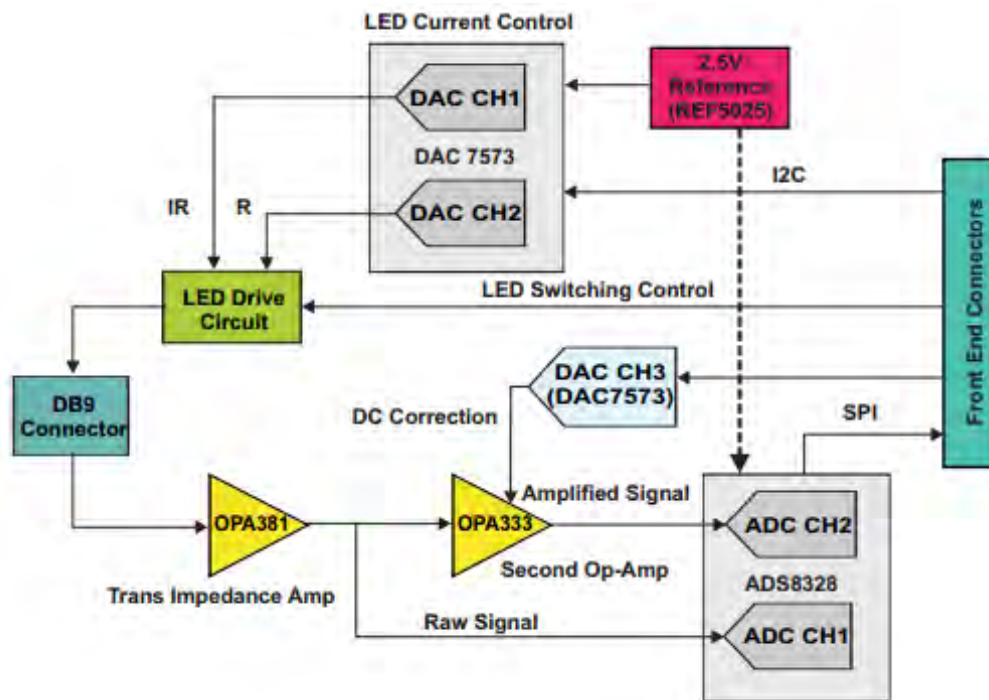 LED Current Control
DAC CH1
DAC 7573
DAC CH2
2.5V
Reference
(REF5025)
I2C
IR
R
LED Drive
Circuit
LED Switching Control
Front End Connectors
DAC CH3
(DAC7573)
DC Correction
SPI
DB9
Connector
OPA381
Trans Impedance Amp
OPA333
Second Op-Amp
Amplified Signal
Raw Signal
ADC CH2
ADS8328
ADC CH1